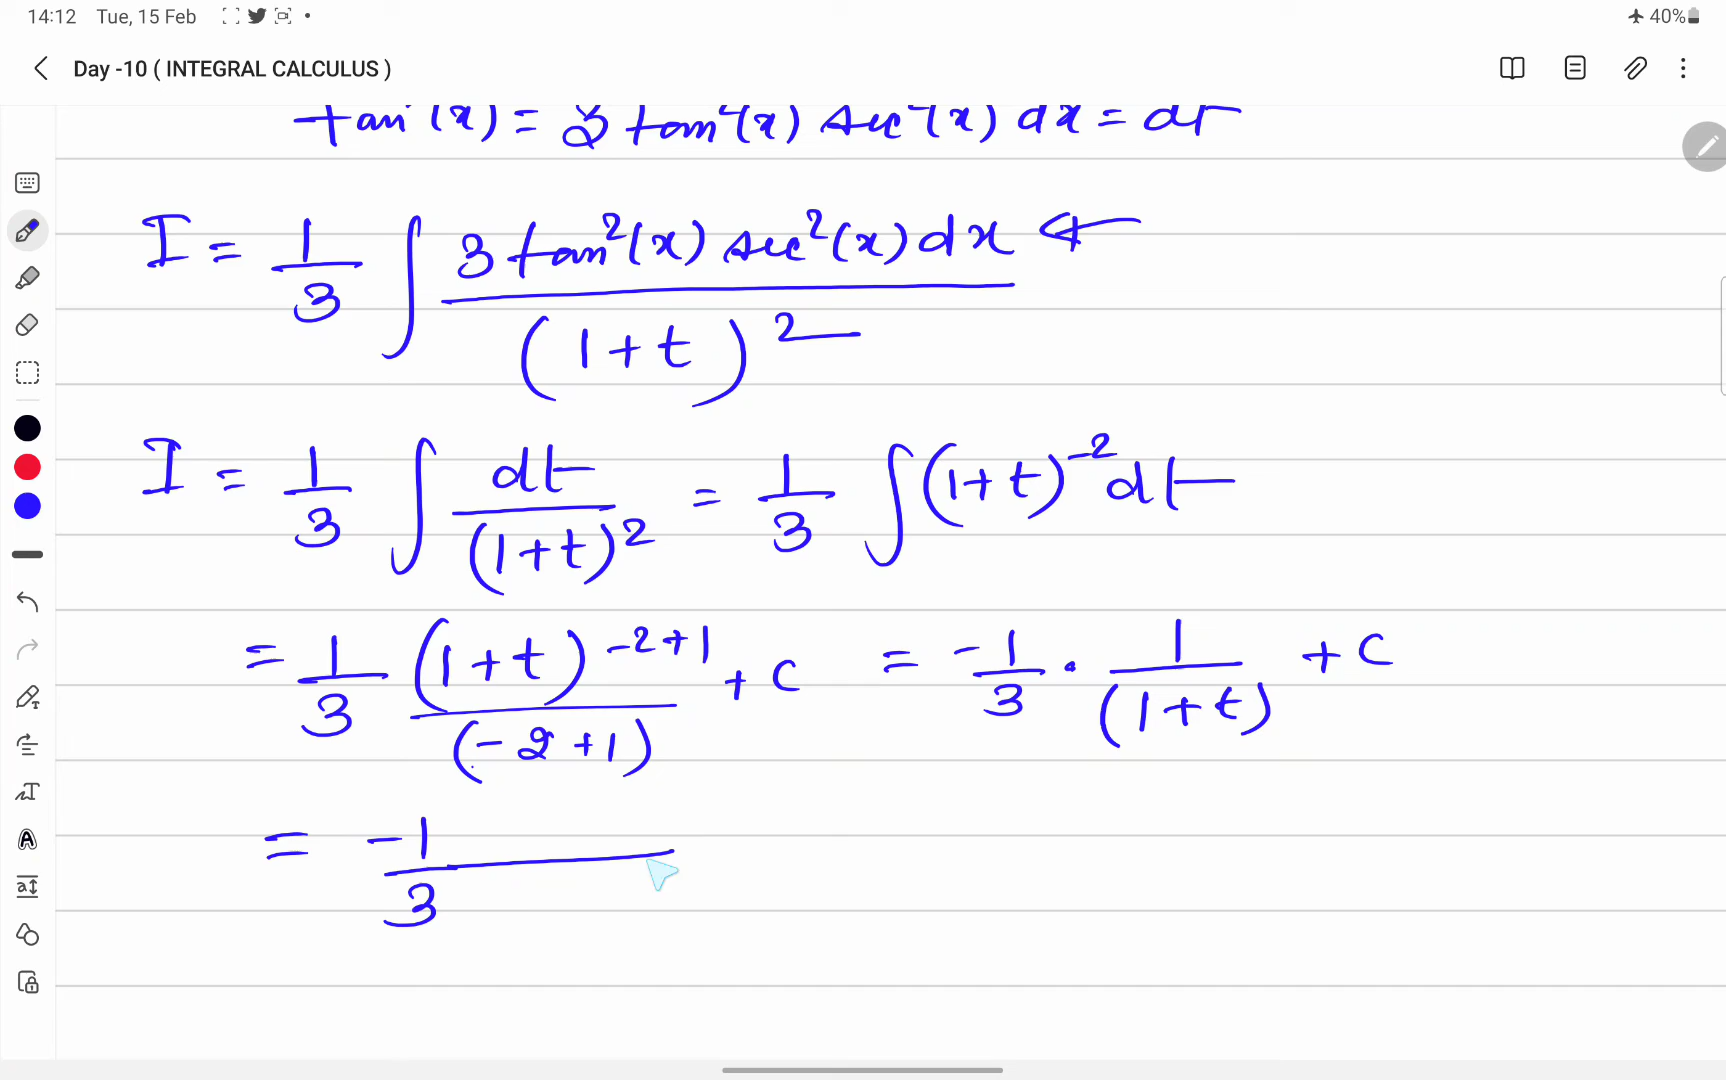 14:12 Tue, 15 Feb 40%
Day -10 ( INTEGRAL CALCULUS )
tan (x) = 3 tan²(x) sec²(x) dx = dt
I = 1/3 ∫ 3 tan²(x) sec²(x) dx / (1+t)²
I = 1/3 ∫ dt/(1+t)² = 1/3 ∫ (1+t)⁻² dt
= 1/3 (1+t)⁻²⁺¹/(-2+1) + c = -1/3 · 1/(1+t) + c
= -1/3